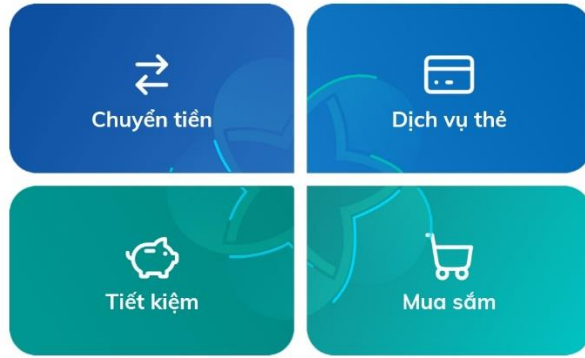 Chuyển tiền
Dịch vụ thẻ
Tiết kiệm
Mua sắm